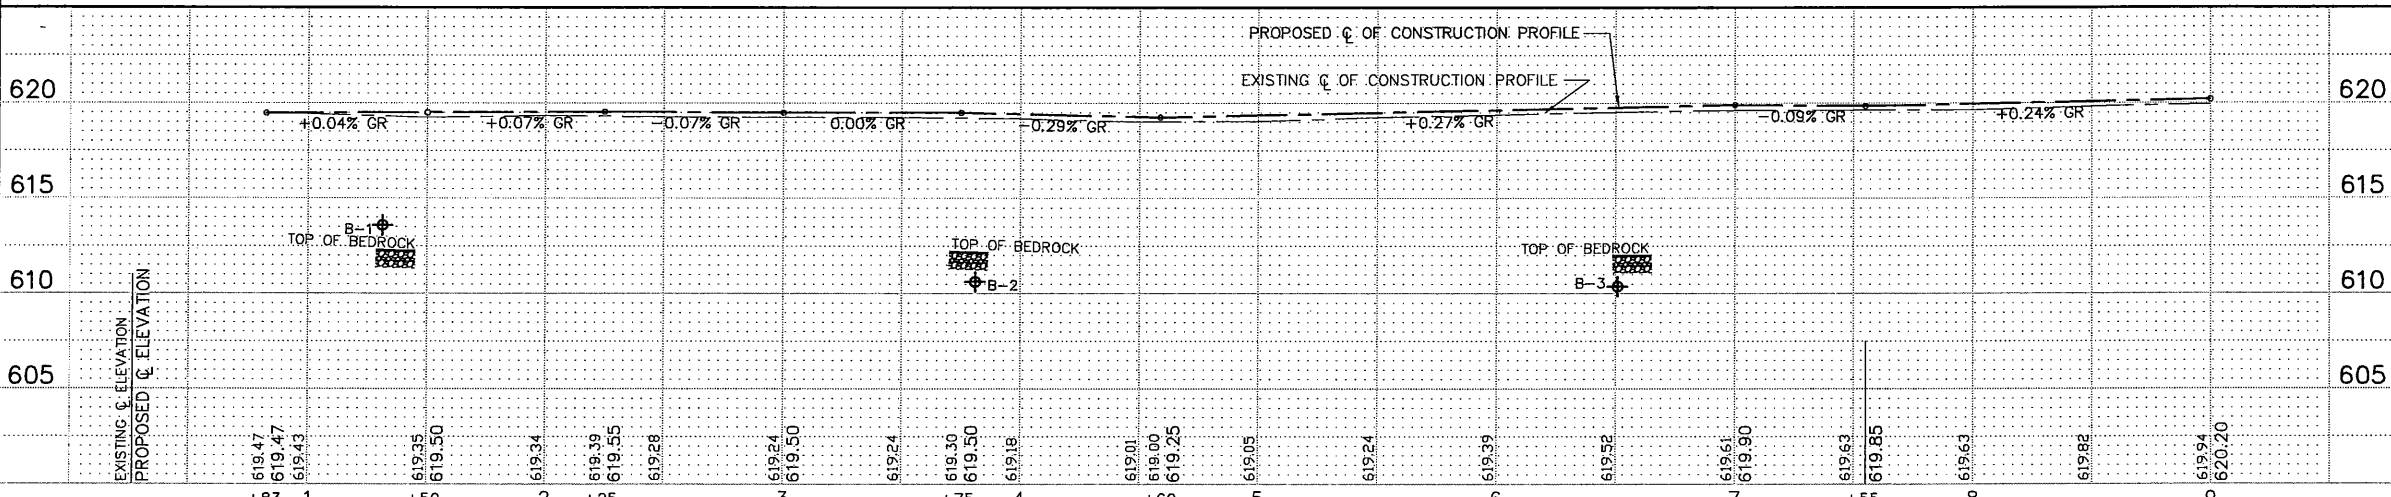 PROPOSED ℄ OF CONSTRUCTION PROFILE
EXISTING ℄ OF CONSTRUCTION PROFILE
620
620
+0.04% GR
+0.07% GR
-0.07% GR
0.00% GR
-0.29% GR
+0.27% GR
-0.09% GR
+0.24% GR
615
615
B-1
TOP OF BEDROCK
TOP OF BEDROCK
B-2
TOP OF BEDROCK
B-3
610
610
605
605
EXISTING ℄ ELEVATION
PROPOSED ℄ ELEVATION
619.47
619.47
619.43
619.35
619.50
619.34
619.39
619.55
619.28
619.24
619.50
619.24
619.30
619.50
619.18
619.01
619.00
619.25
619.05
619.24
619.39
619.52
619.61
619.90
619.63
619.85
619.63
619.82
619.94
620.20